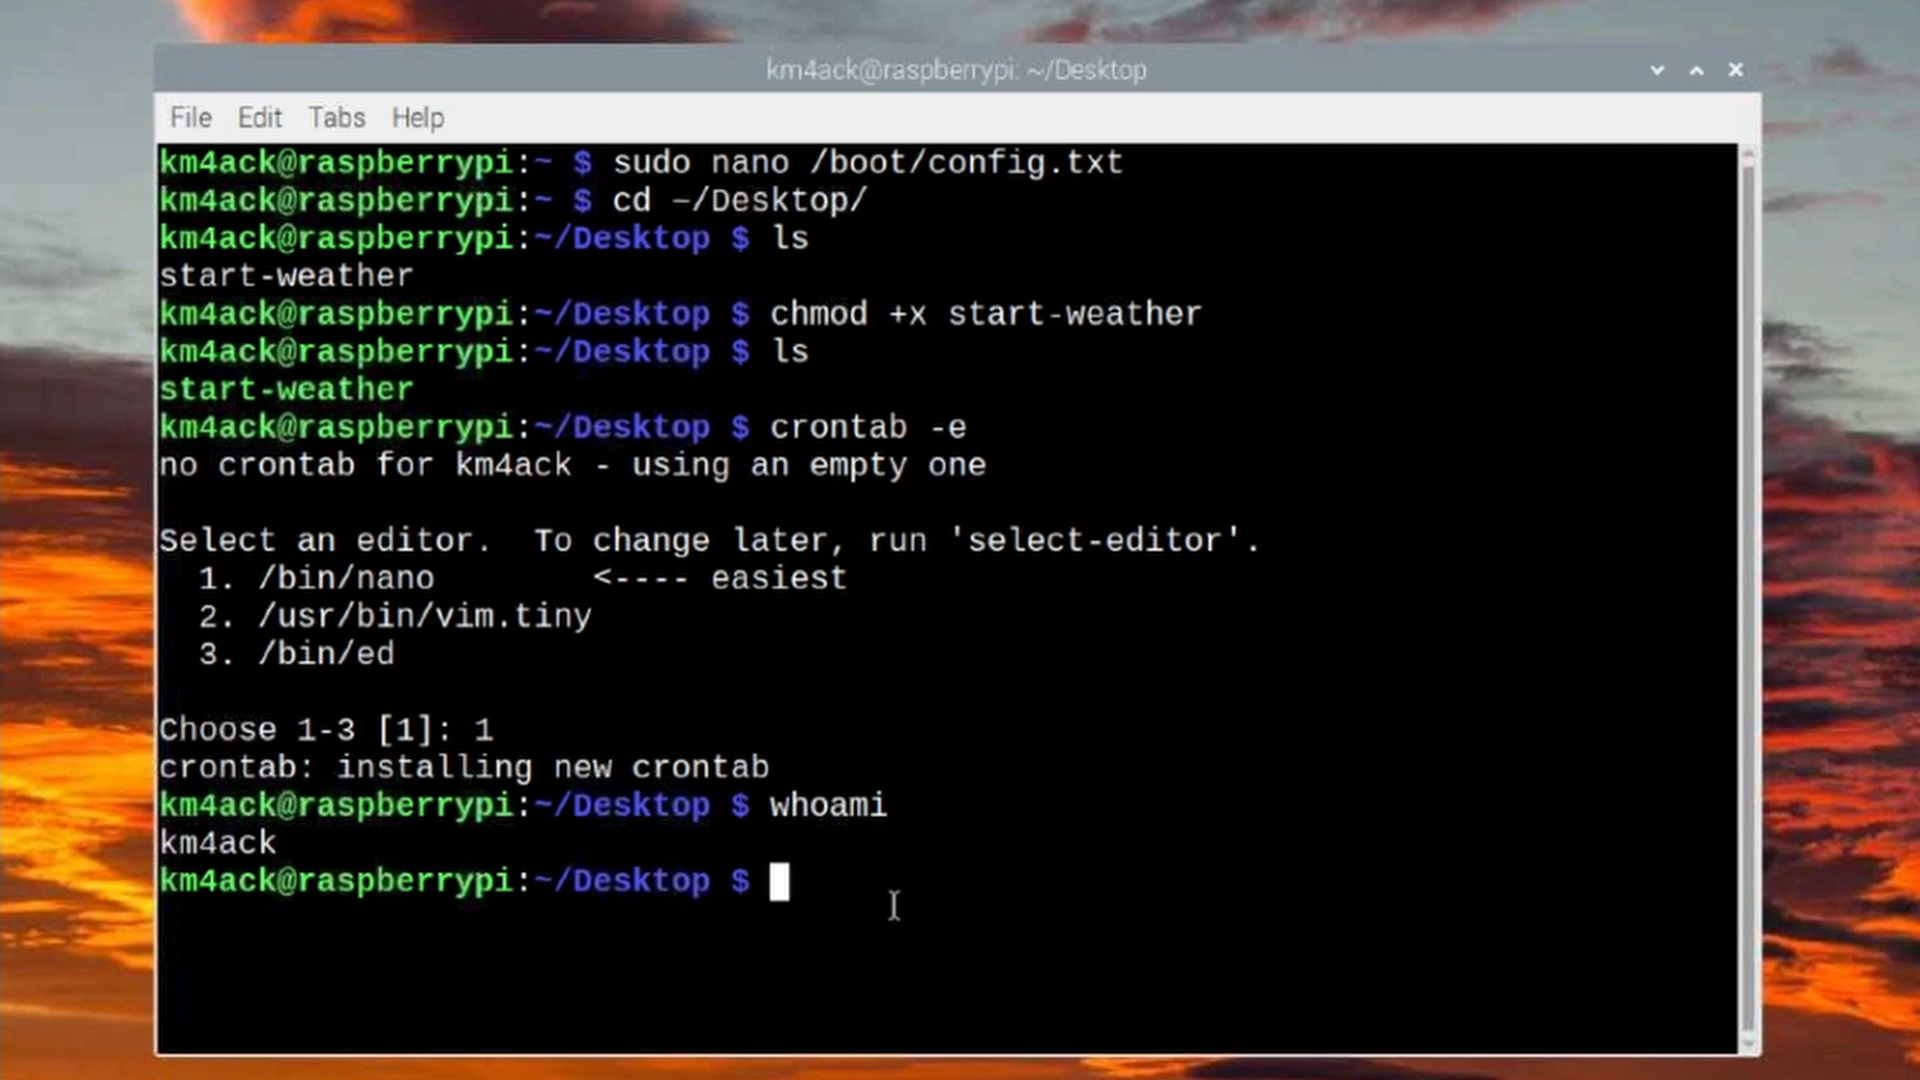 km4ack@raspberrypi: ~/Desktop
File Edit Tabs Help
km4ack@raspberrypi:~ $ sudo nano /boot/config.txt
km4ack@raspberrypi:~ $ cd ~/Desktop/
km4ack@raspberrypi:~/Desktop $ ls
start-weather
km4ack@raspberrypi:~/Desktop $ chmod +x start-weather
km4ack@raspberrypi:~/Desktop $ ls
start-weather
km4ack@raspberrypi:~/Desktop $ crontab -e
no crontab for km4ack - using an empty one
Select an editor.  To change later, run 'select-editor'.
1. /bin/nano        <---- easiest
2. /usr/bin/vim.tiny
3. /bin/ed
Choose 1-3 [1]: 1
crontab: installing new crontab
km4ack@raspberrypi:~/Desktop $ whoami
km4ack
km4ack@raspberrypi:~/Desktop $